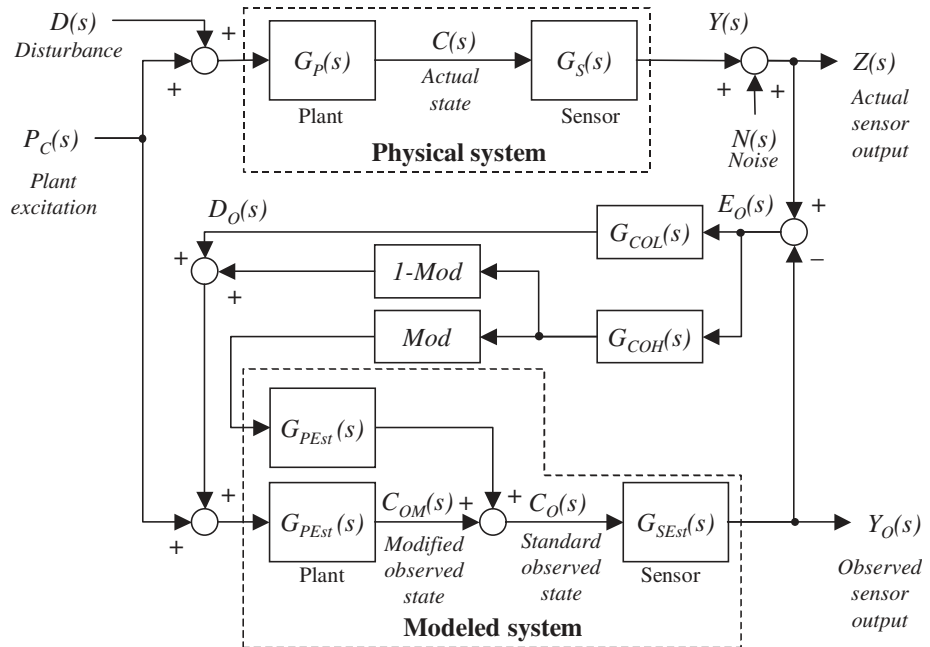 D(s)
Disturbance
+
+
G_P(s)
Plant
C(s)
Actual
state
G_S(s)
Sensor
Physical system
Y(s)
+
+
N(s)
Noise
Z(s)
Actual
sensor
output
P_C(s)
Plant
excitation
D_O(s)
+
+
G_COL(s)
E_O(s)
+
–
1-Mod
Mod
G_COH(s)
G_PEst(s)
+
+
G_PEst(s)
Plant
C_OM(s)
Modified
observed
state
+
+
C_O(s)
Standard
observed
state
G_SEst(s)
Sensor
Modeled system
Y_O(s)
Observed
sensor
output